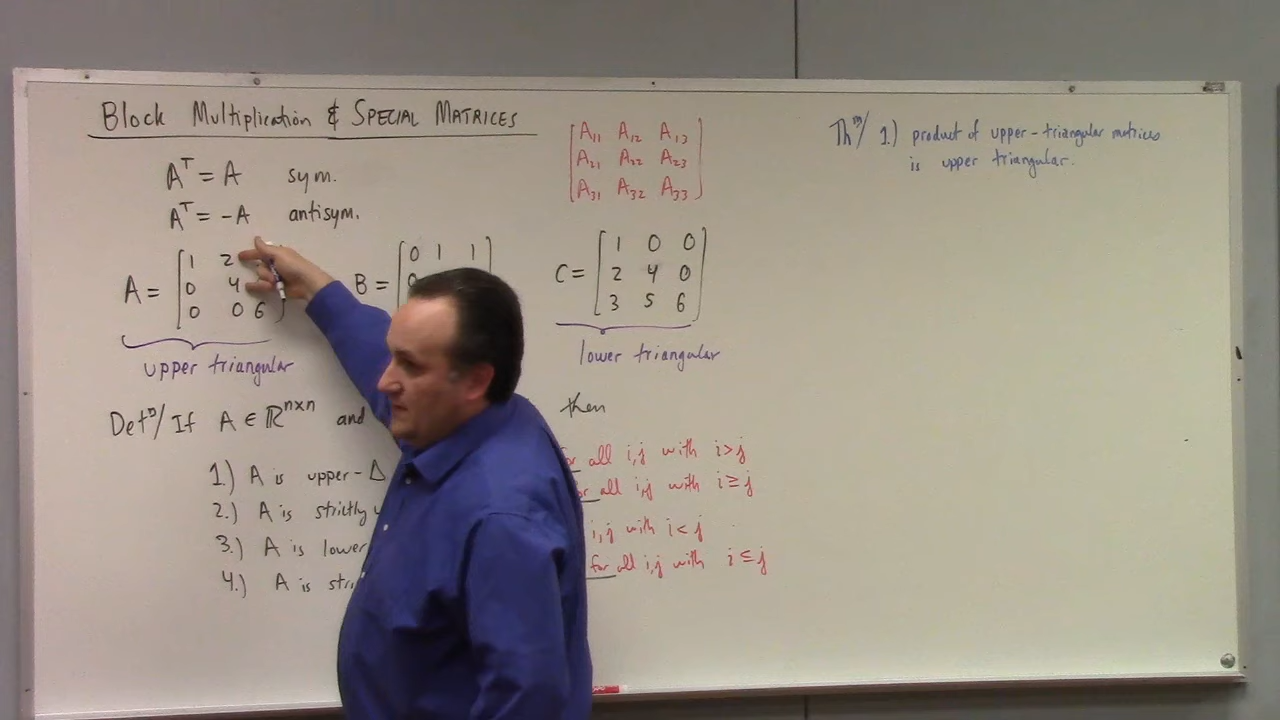 Block Multiplication & SPECIAL MATRICES
A^T = A sym.
A^T = -A antisym.
A = [ 1 2
0 4
0 0 6 ]
upper triangular
B = [ 0 1 1
0
A11 A12 A13
A21 A22 A23
A31 A32 A33
C = [ 1 0 0
2 4 0
3 5 6 ]
lower triangular
Defⁿ/ If A ∈ ℝ^{n×n} and then
1.) A is upper-Δ for all i,j with i>j
2.) A is strictly for all i,j with i≥j
3.) A is lower i,j with i<j
4.) A is for all i,j with i≤j
Thᵐ/ 1.) product of upper-triangular matrices
is upper triangular.